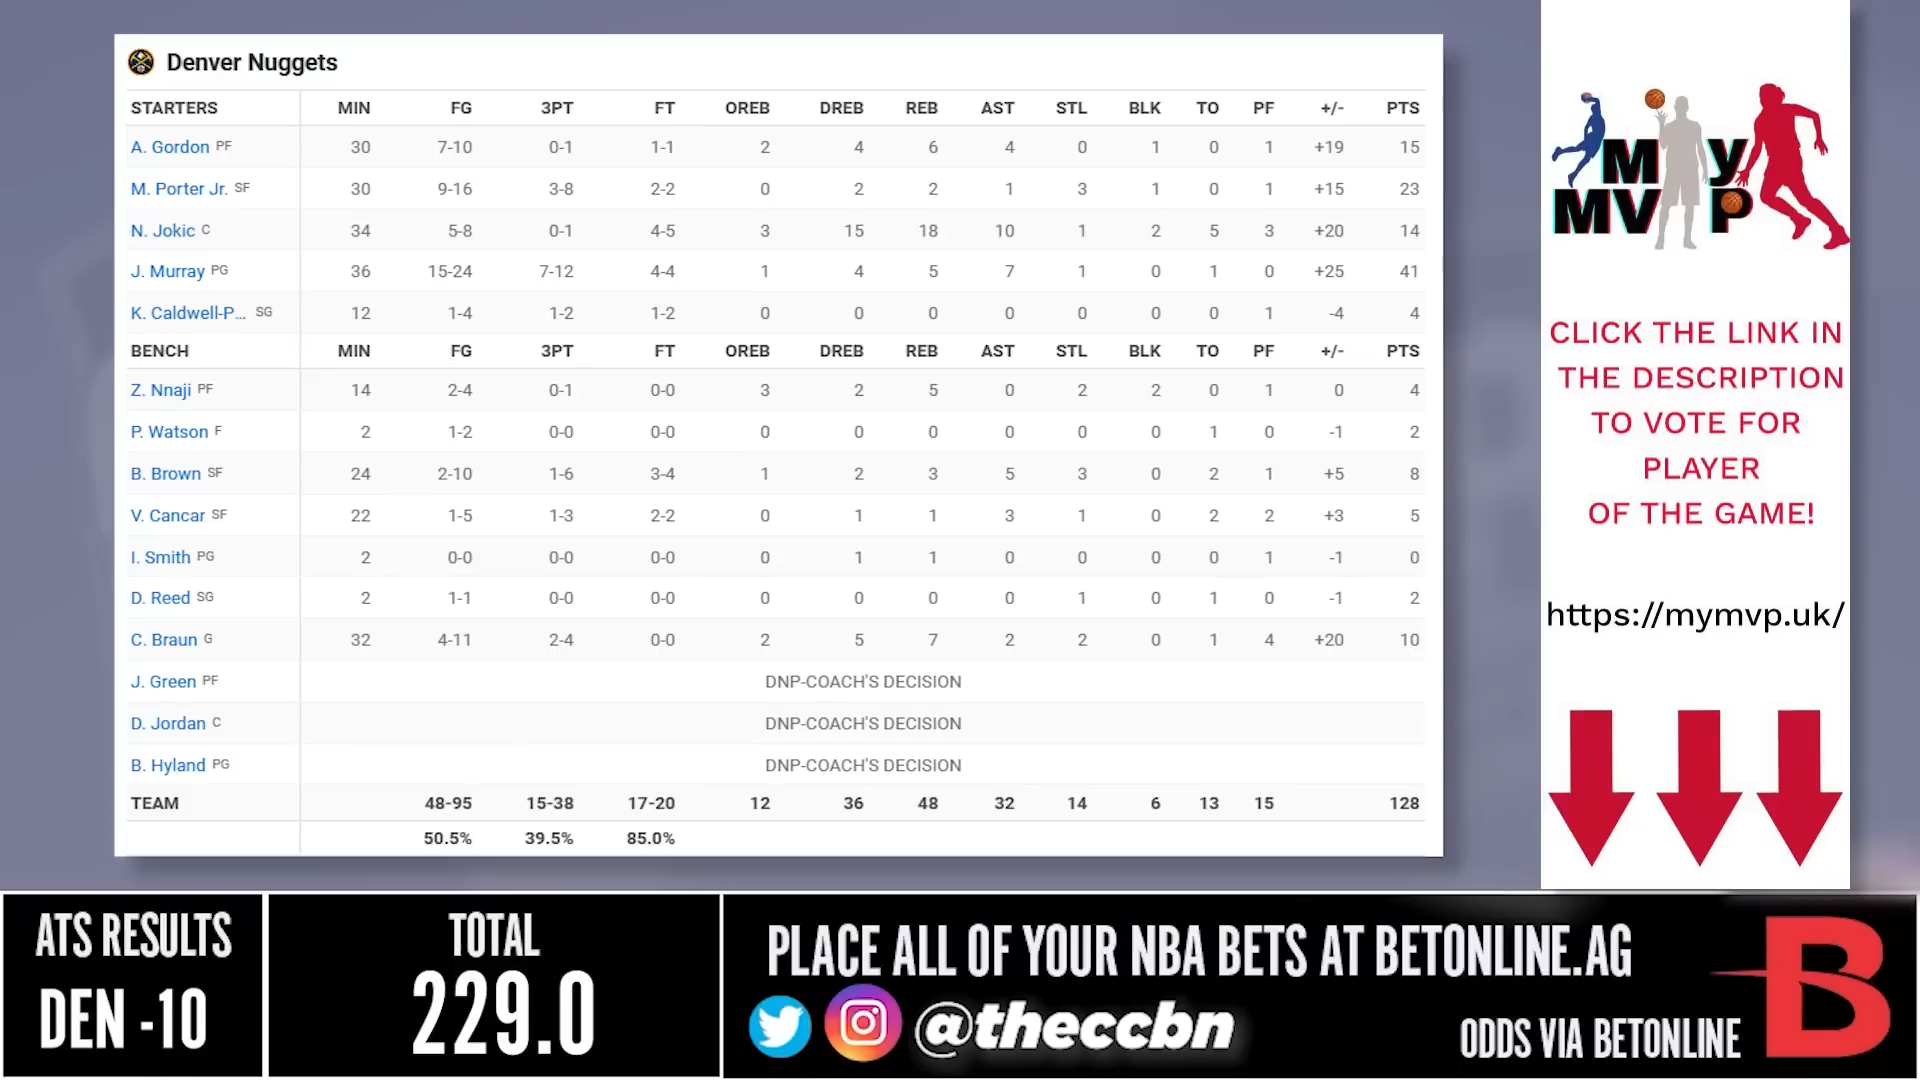 Denver Nuggets
STARTERS MIN FG 3PT FT OREB DREB REB AST STL BLK TO PF +/- PTS
A. Gordon PF 30 7-10 0-1 1-1 2 4 6 4 0 1 0 1 +19 15
M. Porter Jr. SF 30 9-16 3-8 2-2 0 2 2 1 3 1 0 1 +15 23
N. Jokic C 34 5-8 0-1 4-5 3 15 18 10 1 2 5 3 +20 14
J. Murray PG 36 15-24 7-12 4-4 1 4 5 7 1 0 1 0 +25 41
K. Caldwell-P... SG 12 1-4 1-2 1-2 0 0 0 0 0 0 0 1 -4 4
BENCH MIN FG 3PT FT OREB DREB REB AST STL BLK TO PF +/- PTS
Z. Nnaji PF 14 2-4 0-1 0-0 3 2 5 0 2 2 0 1 0 4
P. Watson F 2 1-2 0-0 0-0 0 0 0 0 0 0 1 0 -1 2
B. Brown SF 24 2-10 1-6 3-4 1 2 3 5 3 0 2 1 +5 8
V. Cancar SF 22 1-5 1-3 2-2 0 1 1 3 1 0 2 2 +3 5
I. Smith PG 2 0-0 0-0 0-0 0 1 1 0 0 0 0 1 -1 0
D. Reed SG 2 1-1 0-0 0-0 0 0 0 0 1 0 1 0 -1 2
C. Braun G 32 4-11 2-4 0-0 2 5 7 2 2 0 1 4 +20 10
J. Green PF DNP-COACH'S DECISION
D. Jordan C DNP-COACH'S DECISION
B. Hyland PG DNP-COACH'S DECISION
TEAM 48-95 15-38 17-20 12 36 48 32 14 6 13 15 128
50.5% 39.5% 85.0%
My
MVP
CLICK THE LINK IN
THE DESCRIPTION
TO VOTE FOR
PLAYER
OF THE GAME!
https://mymvp.uk/
ATS RESULTS
DEN -10
TOTAL
229.0
PLACE ALL OF YOUR NBA BETS AT BETONLINE.AG
@theccbn
ODDS VIA BETONLINE
B